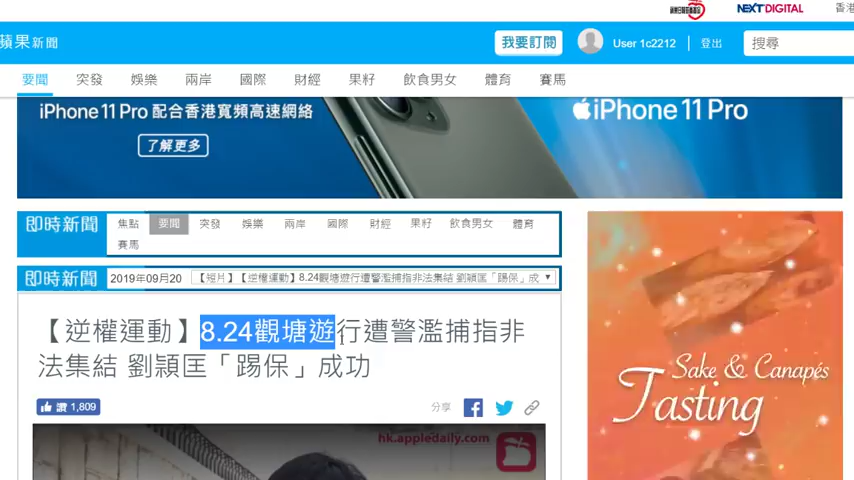 NEXT DIGITAL
香港
蘋果新聞
我要訂閱
User 1c2212
登出
搜尋
要聞 突發 娛樂 兩岸 國際 財經 果籽 飲食男女 體育 賽馬
iPhone 11 Pro 配合香港寬頻高速網絡
了解更多
iPhone 11 Pro
即時新聞 焦點 要聞 突發 娛樂 兩岸 國際 財經 果籽 飲食男女 體育
賽馬
即時新聞 2019年09月20 【短片】【逆權運動】8.24觀塘遊行遭警濫捕指非法集結 劉頴匡「踢保」成
【逆權運動】8.24觀塘遊行遭警濫捕指非
法集結 劉頴匡「踢保」成功
讚 1,809
分享
hk.appledaily.com
Sake & Canapés
Tasting